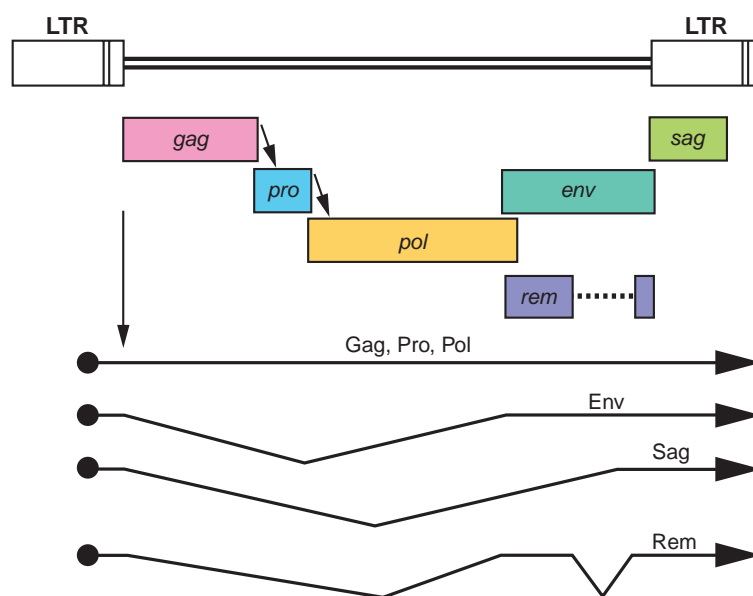 LTR LTR
gag sag
pro env
pol
rem
Gag, Pro, Pol
Env
Sag
Rem